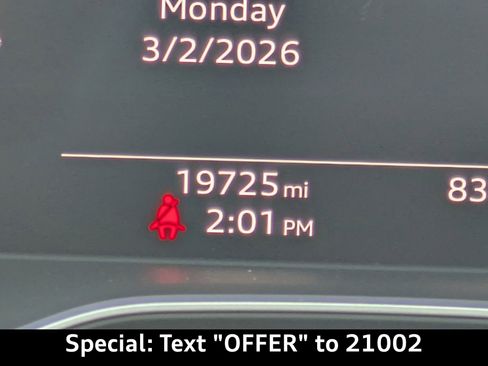 Monday
3/2/2026
19725 mi
83
2:01 PM
Special: Text "OFFER" to 21002